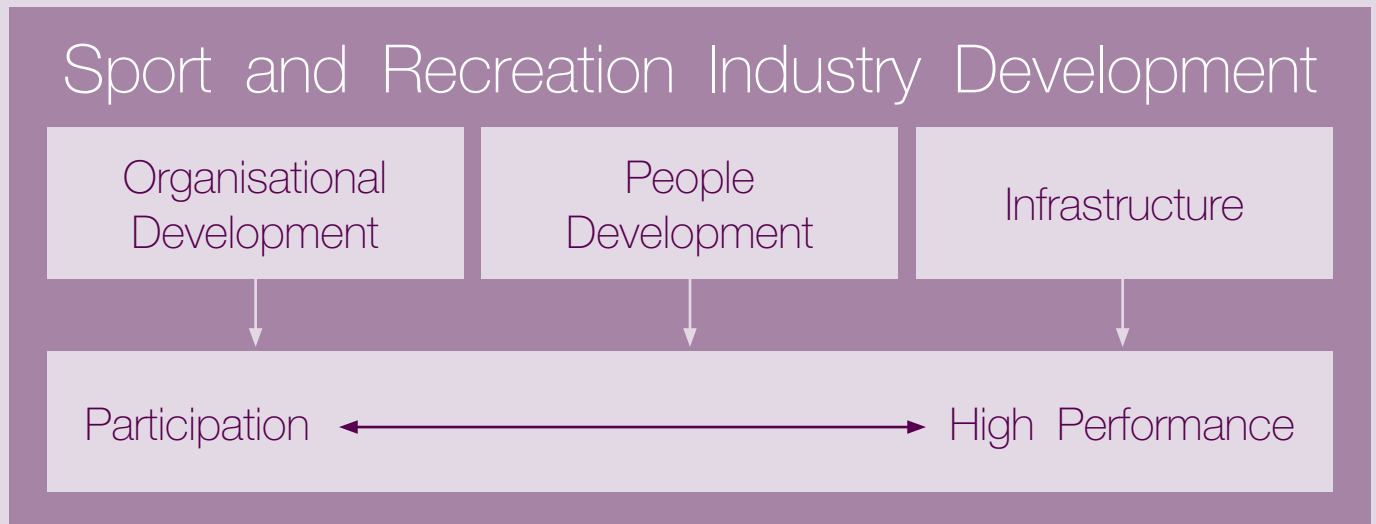 Sport and Recreation Industry Development
Organisational
Development
People
Development
Infrastructure
Participation
High Performance